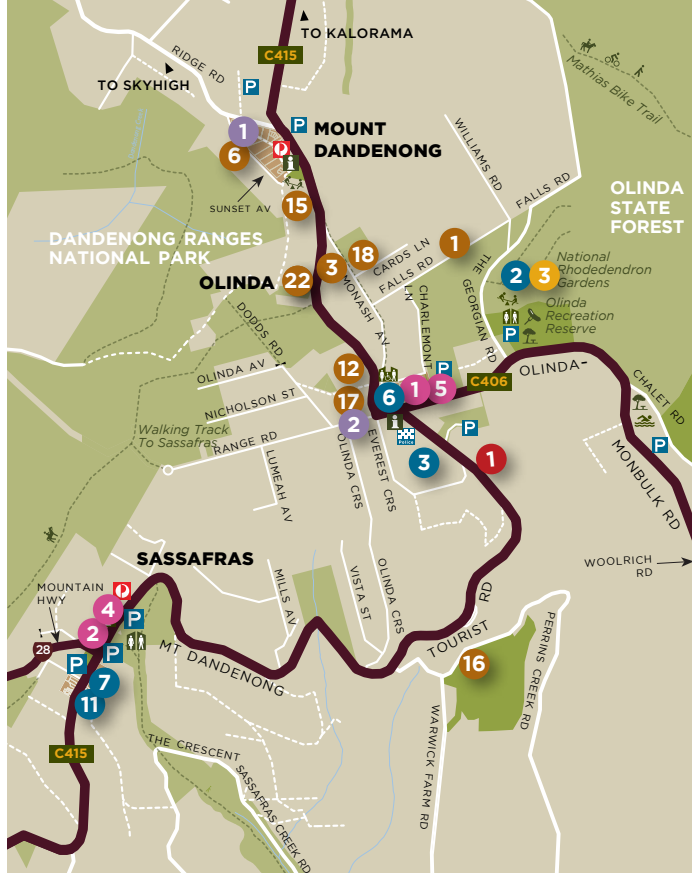 TO KALORAMA
C415
RIDGE RD
TO SKYHIGH
P
P
1
MOUNT
DANDENONG
6
i
SUNSET AV
15
Mathias Bike Trail
WILLIAMS RD
FALLS RD
OLINDA
STATE
FOREST
DANDENONG RANGES
NATIONAL PARK
18
1
3
CARDS LN
FALLS RD
22
OLINDA
MONASH AV
LN
CHARLEMONT
THE GEORGIAN RD
2
3
National
Rhodedendron
Gardens
Olinda
Recreation
Reserve
P
DODDS RD
OLINDA AV
12
P
C406
OLINDA-
MONBULK RD
CHALET RD
P
NICHOLSON ST
17
6
1
5
2
i
Police
P
Walking Track
To Sassafras
RANGE RD
LUMEAH AV
OLINDA CRS
EVEREST CRS
3
1
WOOLRICH
RD
SASSAFRAS
MOUNTAIN
HWY
4
P
2
28
P
P
7
11
MT DANDENONG
MILLS AV
VISTA ST
OLINDA CRS
TOURIST
RD
16
PERRINS CREEK RD
WARWICK FARM RD
C415
THE CRESCENT
SASSAFRAS CREEK RD